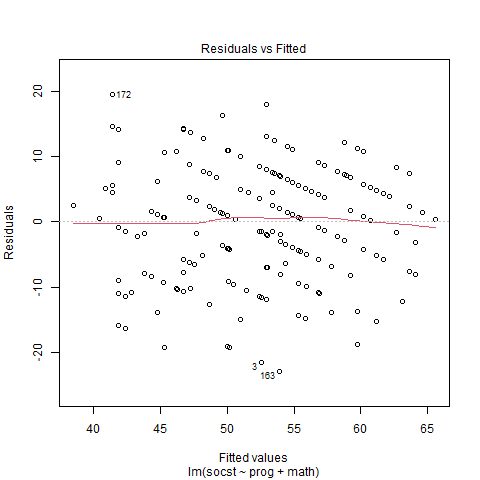 Residuals vs Fitted
Residuals
20
10
0
-10
-20
172
3
163
40 45 50 55 60 65
Fitted values
lm(socst ~ prog + math)